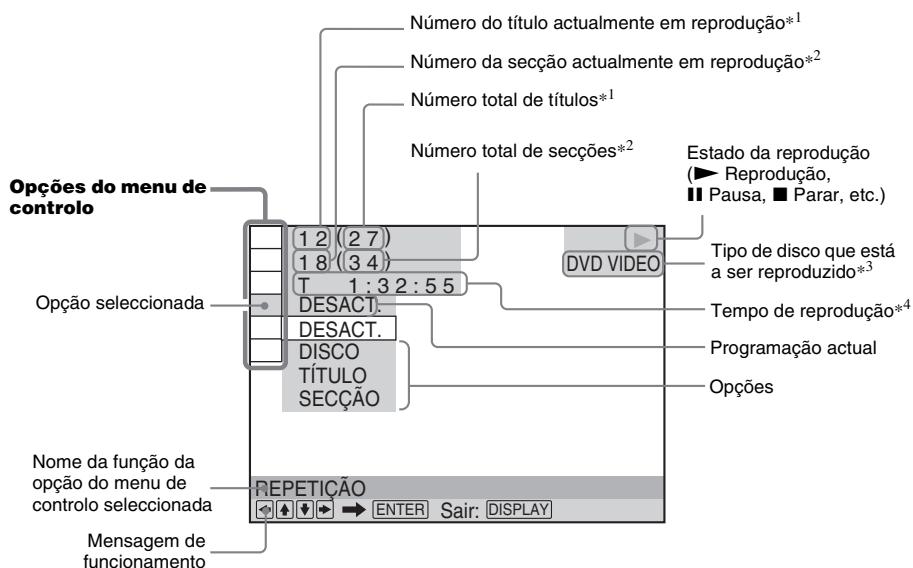 Número do título actualmente em reprodução*1
Número da secção actualmente em reprodução*2
Número total de títulos*1
Número total de secções*2
Estado da reprodução
(► Reprodução,
II Pausa, ■ Parar, etc.)
Opções do menu de
controlo
12(27)
18(34)
DVD VIDEO
Tipo de disco que está
a ser reproduzido*3
T 1:32:55
Tempo de reprodução*4
Opção seleccionada
DESACT.
Programação actual
DESACT.
DISCO
TÍTULO
SECÇÃO
Opções
Nome da função da
opção do menu de
controlo seleccionada
REPETIÇÃO
ENTER Sair: DISPLAY
Mensagem de
funcionamento